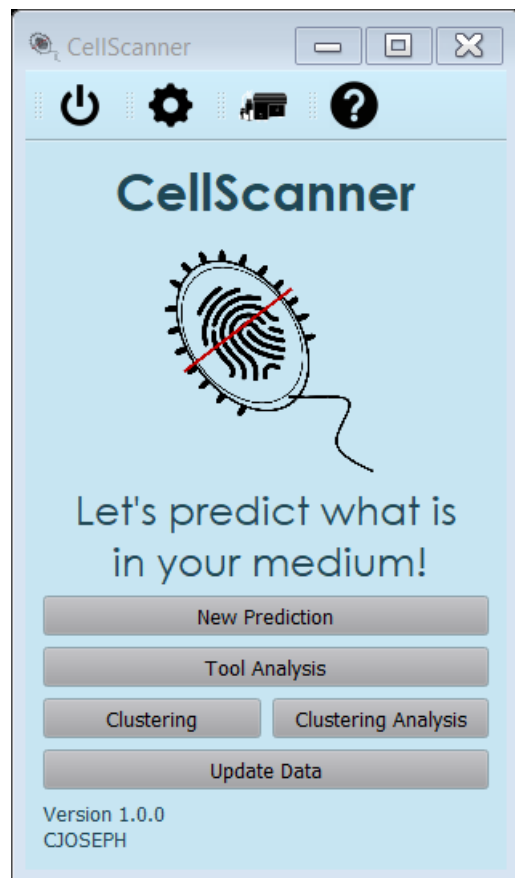 CellScanner
CellScanner
Let's predict what is
in your medium!
New Prediction
Tool Analysis
Clustering
Clustering Analysis
Update Data
Version 1.0.0
CJOSEPH